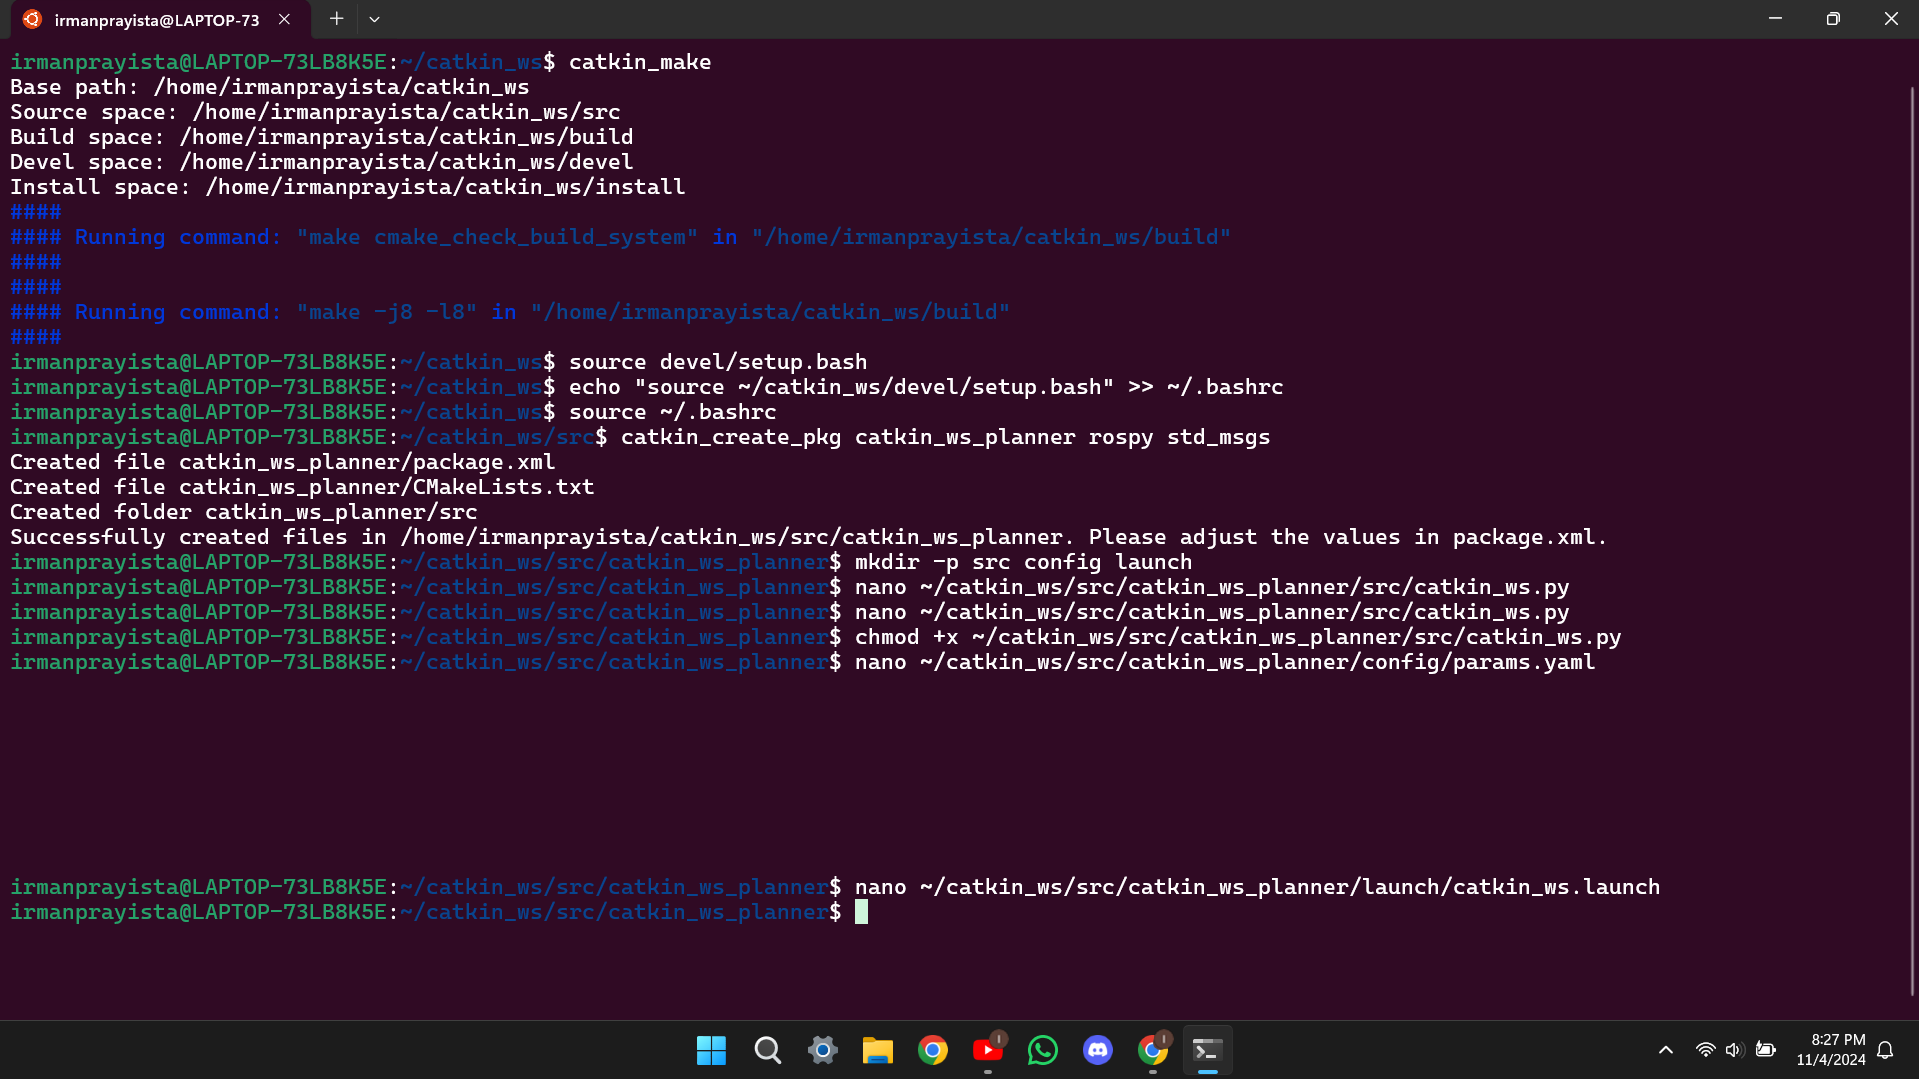 irmanprayista@LAPTOP-73
irmanprayista@LAPTOP-73LB8K5E:~/catkin_ws$ catkin_make
Base path: /home/irmanprayista/catkin_ws
Source space: /home/irmanprayista/catkin_ws/src
Build space: /home/irmanprayista/catkin_ws/build
Devel space: /home/irmanprayista/catkin_ws/devel
Install space: /home/irmanprayista/catkin_ws/install
####
#### Running command: "make cmake_check_build_system" in "/home/irmanprayista/catkin_ws/build"
####
####
#### Running command: "make -j8 -l8" in "/home/irmanprayista/catkin_ws/build"
####
irmanprayista@LAPTOP-73LB8K5E:~/catkin_ws$ source devel/setup.bash
irmanprayista@LAPTOP-73LB8K5E:~/catkin_ws$ echo "source ~/catkin_ws/devel/setup.bash" >> ~/.bashrc
irmanprayista@LAPTOP-73LB8K5E:~/catkin_ws$ source ~/.bashrc
irmanprayista@LAPTOP-73LB8K5E:~/catkin_ws/src$ catkin_create_pkg catkin_ws_planner rospy std_msgs
Created file catkin_ws_planner/package.xml
Created file catkin_ws_planner/CMakeLists.txt
Created folder catkin_ws_planner/src
Successfully created files in /home/irmanprayista/catkin_ws/src/catkin_ws_planner. Please adjust the values in package.xml.
irmanprayista@LAPTOP-73LB8K5E:~/catkin_ws/src/catkin_ws_planner$ mkdir -p src config launch
irmanprayista@LAPTOP-73LB8K5E:~/catkin_ws/src/catkin_ws_planner$ nano ~/catkin_ws/src/catkin_ws_planner/src/catkin_ws.py
irmanprayista@LAPTOP-73LB8K5E:~/catkin_ws/src/catkin_ws_planner$ nano ~/catkin_ws/src/catkin_ws_planner/src/catkin_ws.py
irmanprayista@LAPTOP-73LB8K5E:~/catkin_ws/src/catkin_ws_planner$ chmod +x ~/catkin_ws/src/catkin_ws_planner/src/catkin_ws.py
irmanprayista@LAPTOP-73LB8K5E:~/catkin_ws/src/catkin_ws_planner$ nano ~/catkin_ws/src/catkin_ws_planner/config/params.yaml
irmanprayista@LAPTOP-73LB8K5E:~/catkin_ws/src/catkin_ws_planner$ nano ~/catkin_ws/src/catkin_ws_planner/launch/catkin_ws.launch
irmanprayista@LAPTOP-73LB8K5E:~/catkin_ws/src/catkin_ws_planner$
8:27 PM
11/4/2024